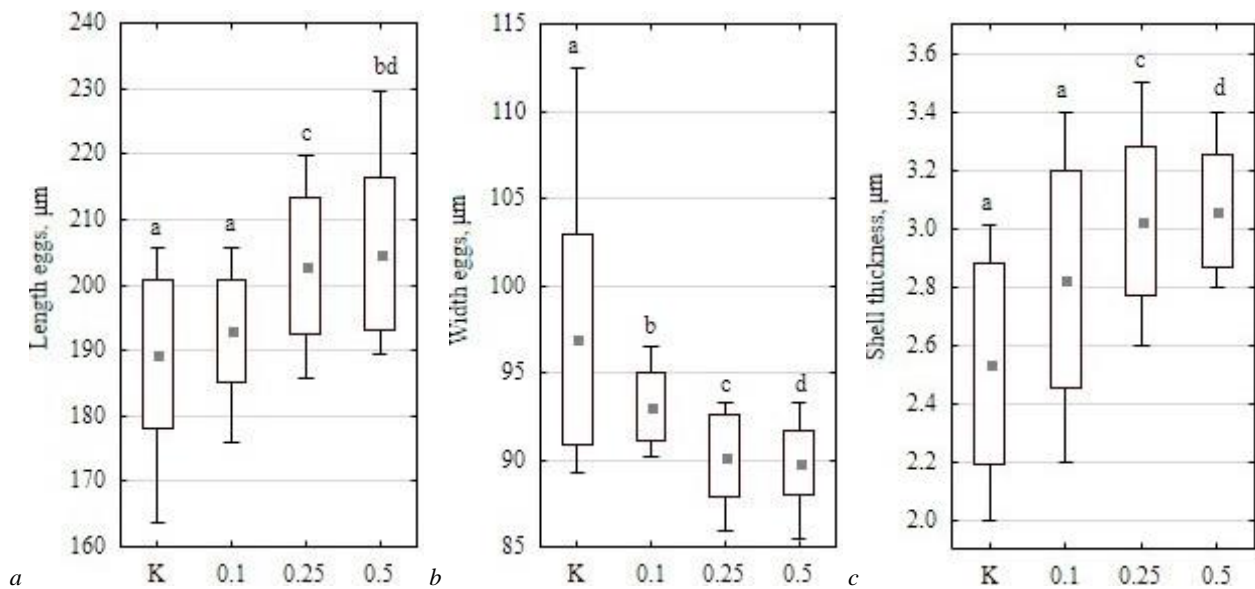 240
230
220
210
200
190
180
170
160
Length eggs, μm
a
a
c
bd
K 0.1 0.25 0.5
a
115
110
105
100
95
90
85
Width eggs, μm
a
b
c
d
K 0.1 0.25 0.5
b
3.6
3.4
3.2
3.0
2.8
2.6
2.4
2.2
2.0
Shell thickness, μm
a
a
c
d
K 0.1 0.25 0.5
c